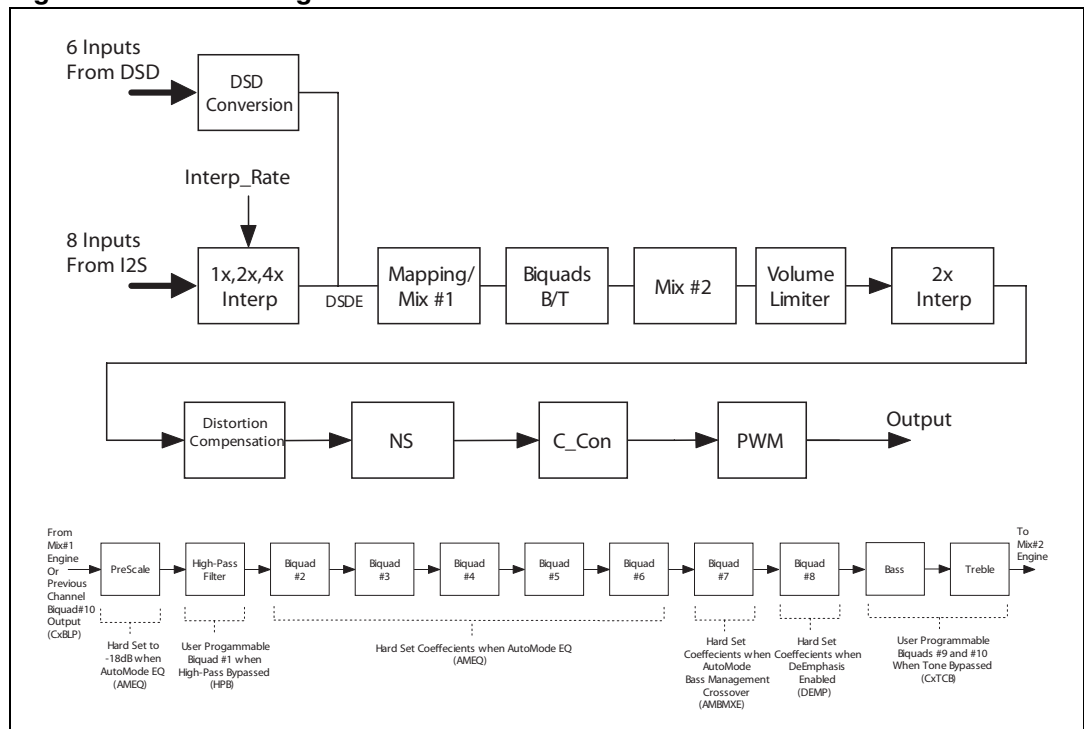 6 Inputs
From DSD
DSD
Conversion
Interp_Rate
8 Inputs
From I2S
1x,2x,4x
Interp
DSDE
Mapping/
Mix #1
Biquads
B/T
Mix #2
Volume
Limiter
2x
Interp
Distortion
Compensation
NS
C_Con
PWM
Output
From
Mix#1
Engine
Or
Previous
Channel
Biquad#10
Output
(CxBLP)
PreScale
High-Pass
Filter
Biquad
#2
Biquad
#3
Biquad
#4
Biquad
#5
Biquad
#6
Biquad
#7
Biquad
#8
Bass
Treble
To
Mix#2
Engine
Hard Set to
-18dB when
AutoMode EQ
(AMEQ)
User Progammable
Biquad #1 when
High-Pass Bypassed
(HPB)
Hard Set Coeffecients when AutoMode EQ
(AMEQ)
Hard Set
Coeffecients when
AutoMode
Bass Management
Crossover
(AMBMXE)
Hard Set
Coefecients when
DeEmphasis
Enabled
(DEMP)
User Programmable
Biquads #9 and #10
When Tone Bypassed
(CxTCB)